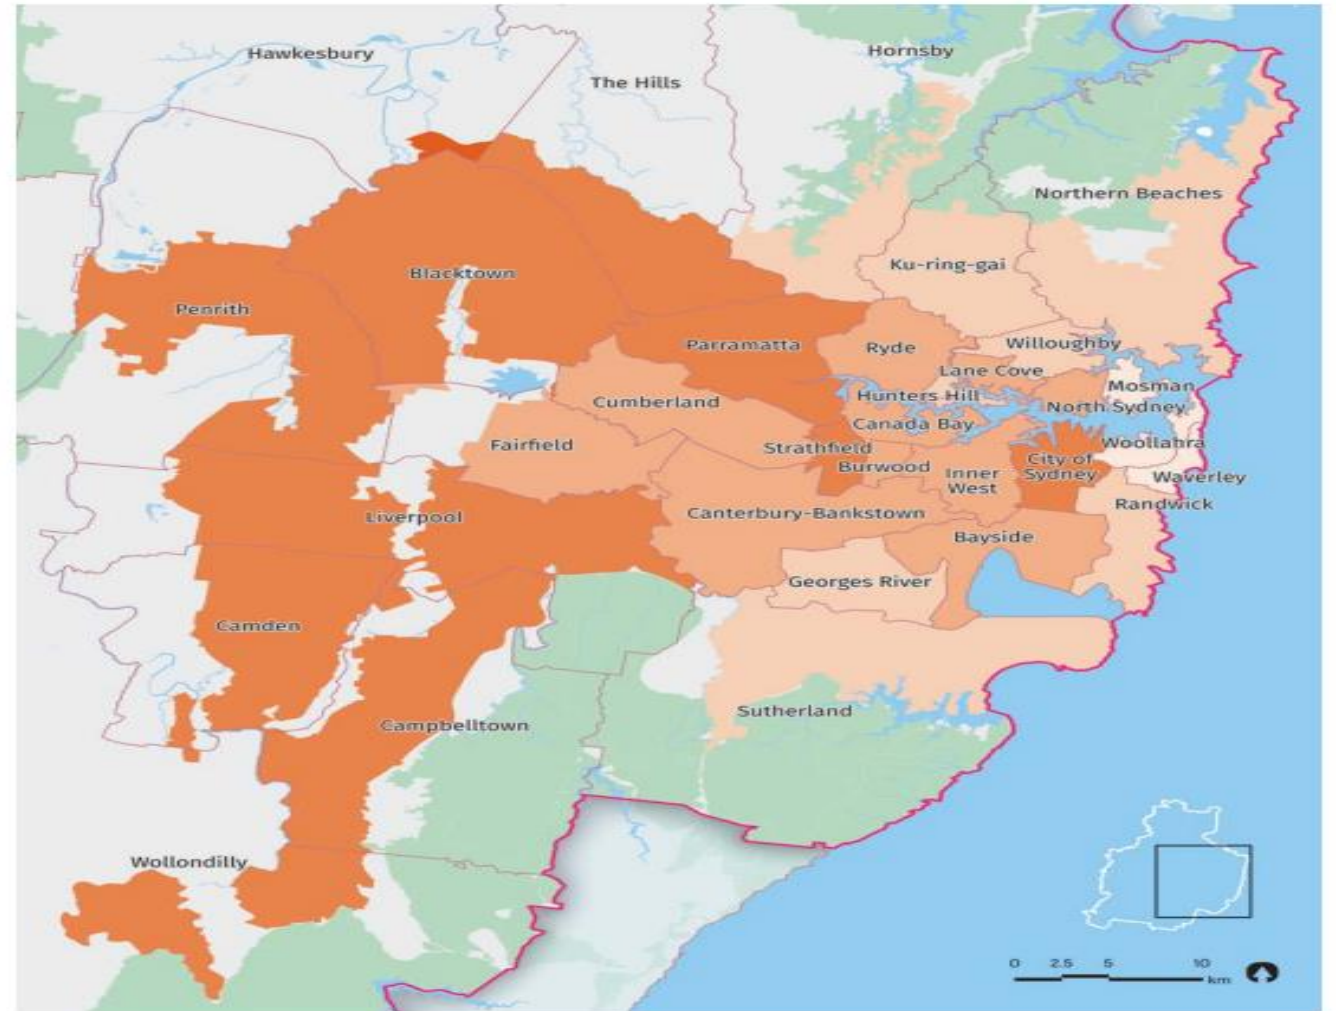 Hawkesbury
Hornsby
The Hills
Northern Beaches
Ku-ring-gai
Blacktown
Penrith
Parramatta
Ryde
Willoughby
Lane Cove
Mosman
Hunters Hill
Cumberland
North Sydney
Canada Bay
Fairfield
Strathfield
Woollahra
City of
Sydney
Burwood
Inner
West
Waverley
Randwick
Liverpool
Canterbury-Bankstown
Bayside
Georges River
Camden
Sutherland
Campbelltown
Wollondilly
0 2.5 5 10
km